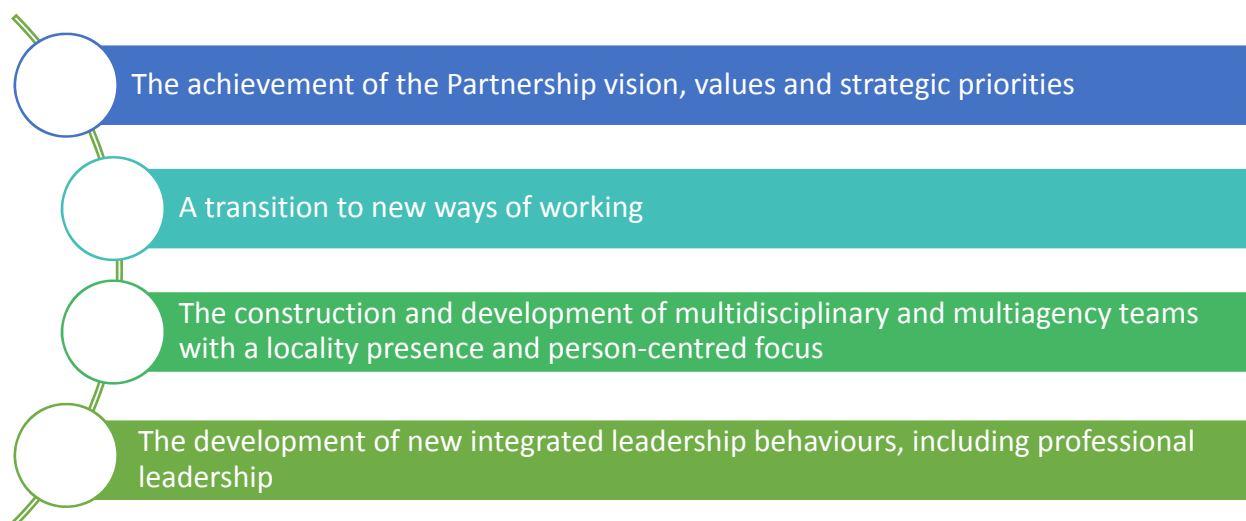 The achievement of the Partnership vision, values and strategic priorities
A transition to new ways of working
The construction and development of multidisciplinary and multiagency teams
with a locality presence and person-centred focus
The development of new integrated leadership behaviours, including professional
leadership